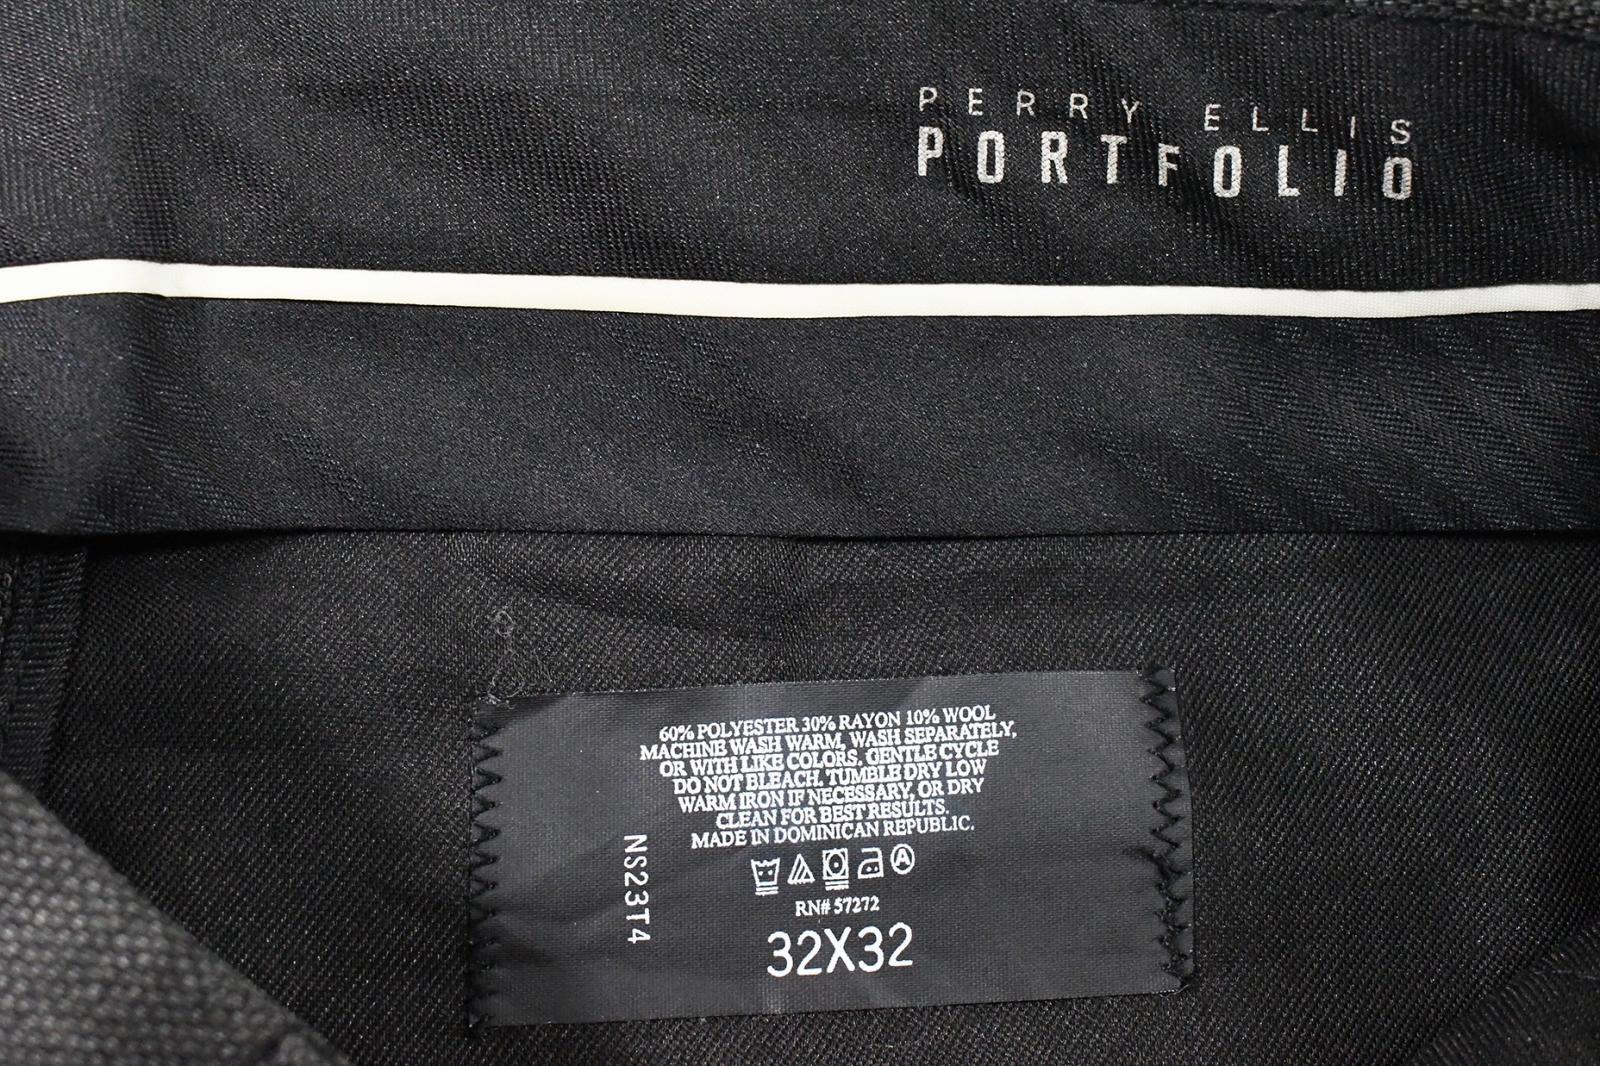 PERRY ELLIS
PORTFOLIO
60% POLYESTER 30% RAYON 10% WOOL
MACHINE WASH WARM, WASH SEPARATELY,
OR WITH LIKE COLORS. GENTLE CYCLE
DO NOT BLEACH. TUMBLE DRY LOW
WARM IRON IF NECESSARY, OR DRY
CLEAN FOR BEST RESULTS.
MADE IN DOMINICAN REPUBLIC.
A
RN# 57272
32X32
NS23T4